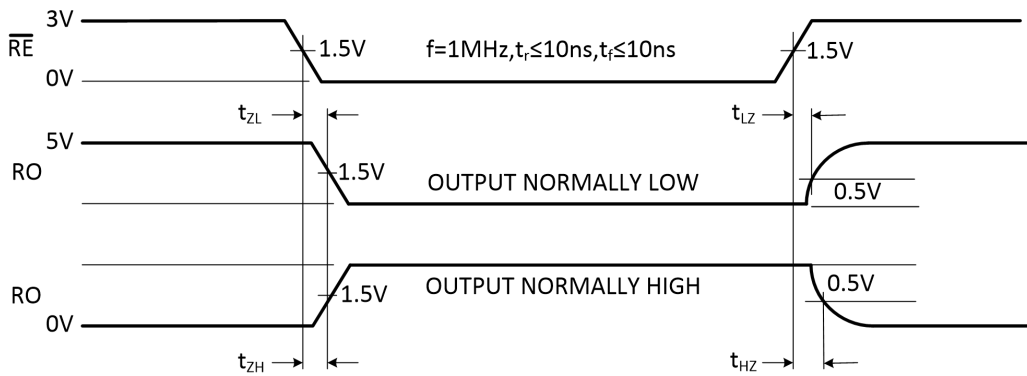 3V
RE
1.5V
f=1MHz,tr≤10ns,tf≤10ns
1.5V
0V
tZL
tLZ
5V
RO
1.5V
OUTPUT NORMALLY LOW
0.5V
RO
1.5V
OUTPUT NORMALLY HIGH
0.5V
0V
tZH
tHZ